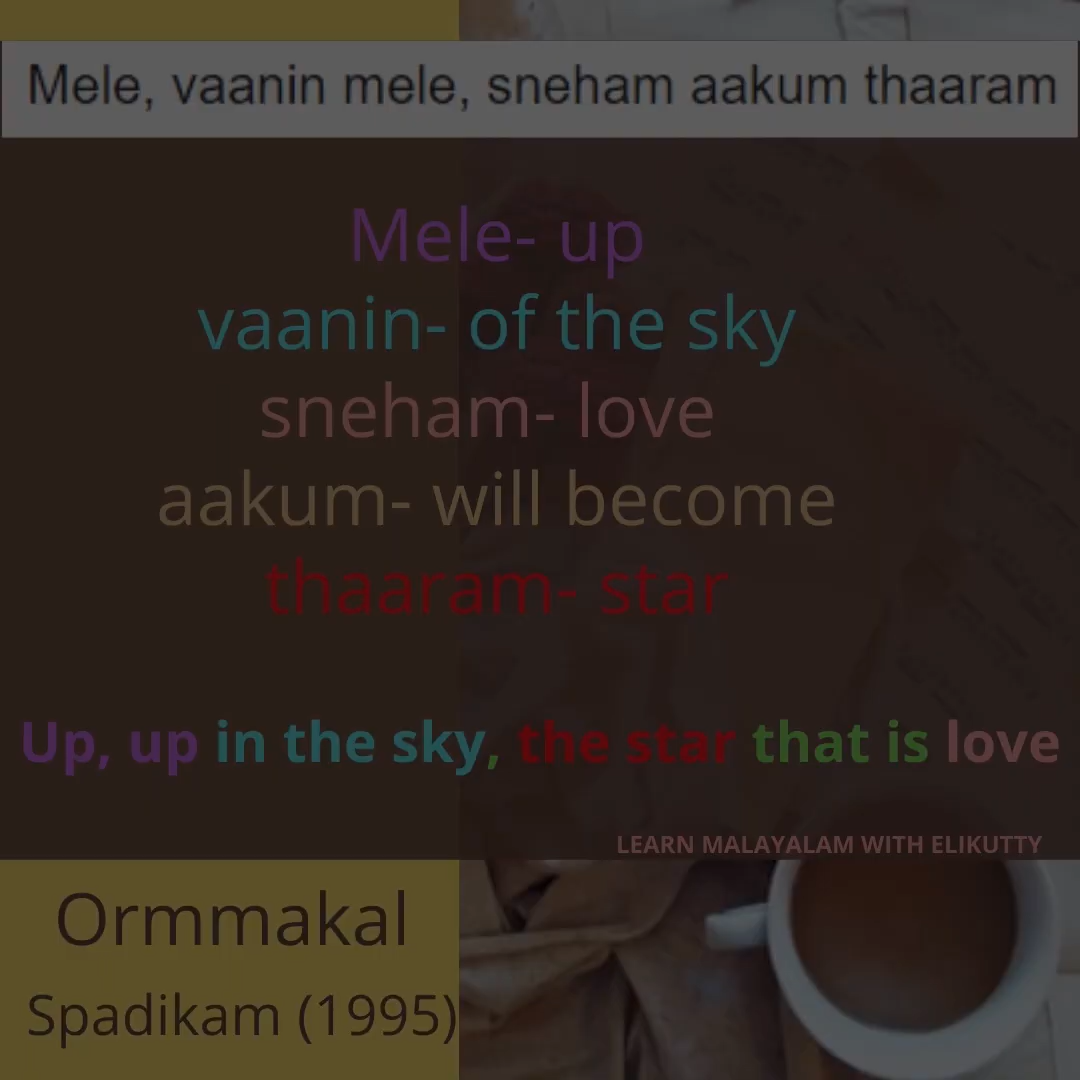 Mele, vaanin mele, sneham aakum thaaram
Mele- up
vaanin- of the sky
sneham- love
aakum- will become
thaaram- star
Up, up in the sky, the star that is love
LEARN MALAYALAM WITH ELIKUTTY
Ormmakal
Spadikam (1995)